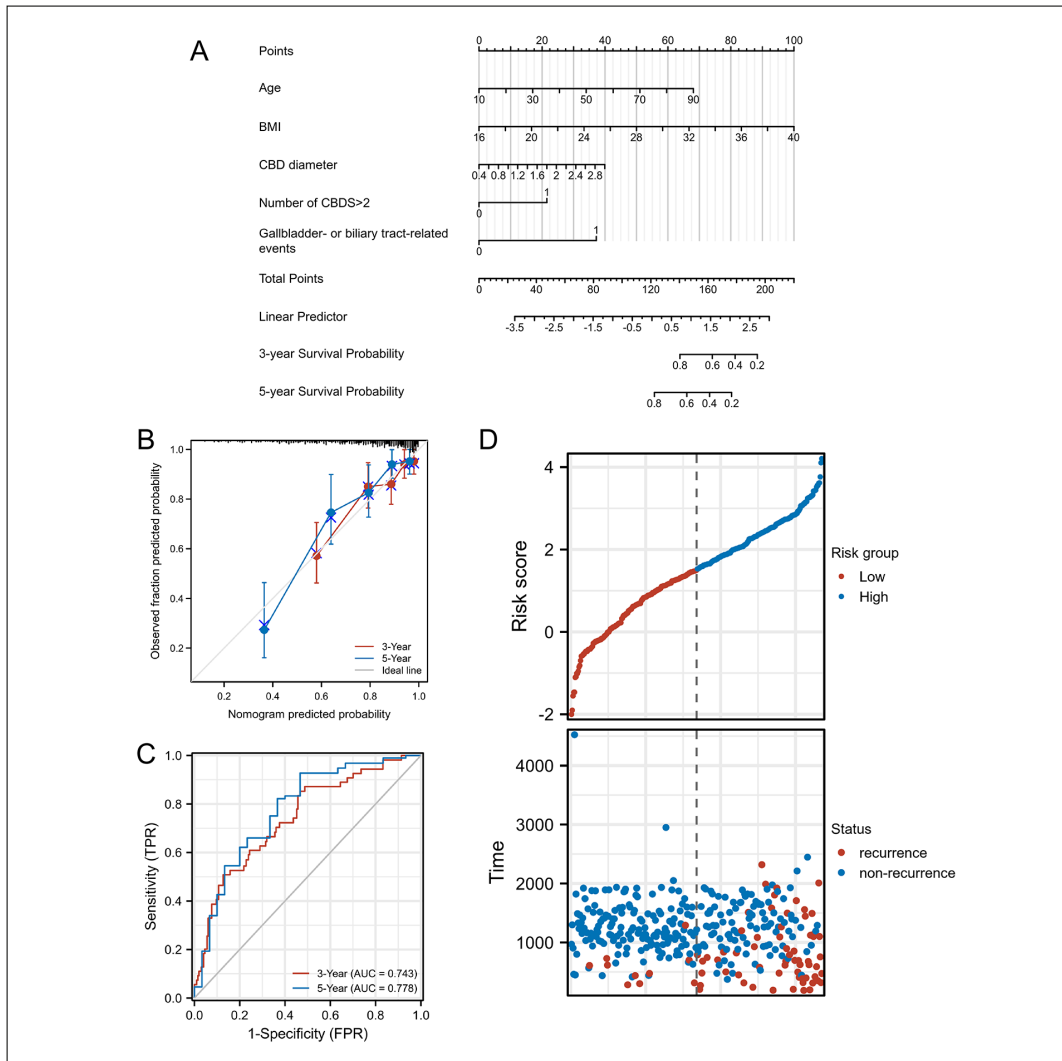 A
Points
0 20 40 60 80 100
Age
10 30 50 70 90
BMI
16 20 24 28 32 36 40
CBD diameter
0.4 0.8 1.2 1.6 2 2.4 2.8
Number of CBDS>2
0 1
Gallbladder- or biliary tract-related
events
0 1
Total Points
0 40 80 120 160 200
Linear Predictor
-3.5 -2.5 -1.5 -0.5 0.5 1.5 2.5
3-year Survival Probability
0.8 0.6 0.4 0.2
5-year Survival Probability
0.8 0.6 0.4 0.2
B
Observed fraction predicted probability
1.0
0.8
0.6
0.4
0.2
3-Year
5-Year
Ideal line
0.2 0.4 0.6 0.8 1.0
Nomogram predicted probability
C
Sensitivity (TPR)
1.0
0.8
0.6
0.4
0.2
0.0
3-Year (AUC = 0.743)
5-Year (AUC = 0.778)
0.0 0.2 0.4 0.6 0.8 1.0
1-Specificity (FPR)
D
Risk score
4
2
0
-2
Risk group
Low
High
Time
4000
3000
2000
1000
Status
recurrence
non-recurrence